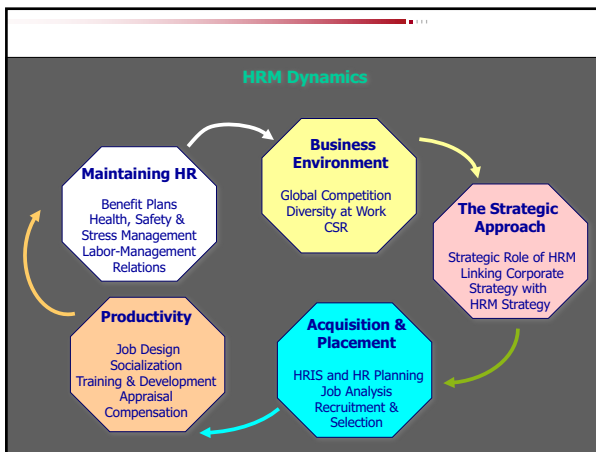 HRM Dynamics
Business
Environment
Global Competition
Diversity at Work
CSR
The Strategic
Approach
Strategic Role of HRM
Linking Corporate
Strategy with
HRM Strategy
Acquisition &
Placement
HRIS and HR Planning
Job Analysis
Recruitment &
Selection
Productivity
Job Design
Socialization
Training & Development
Appraisal
Compensation
Maintaining HR
Benefit Plans
Health, Safety &
Stress Management
Labor-Management
Relations